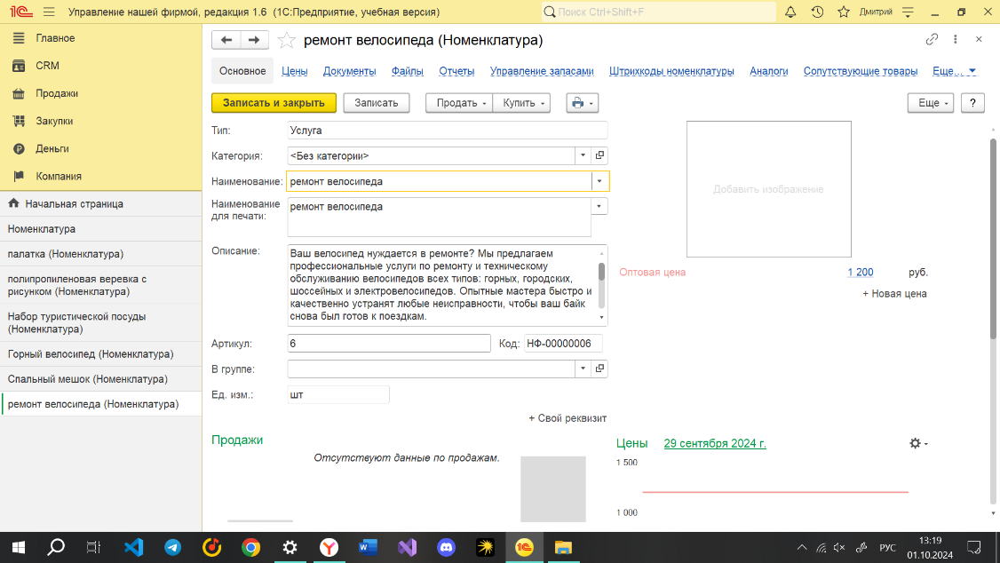 1С Управление нашей фирмой, редакция 1.6 (1С:Предприятие, учебная версия) Поиск Ctrl+Shift+F Дмитрий
Главное
CRM
Продажи
Закупки
Деньги
Компания
Начальная страница
Номенклатура
палатка (Номенклатура)
полипропиленовая веревка с
рисунком (Номенклатура)
Набор туристической посуды
(Номенклатура)
Горный велосипед (Номенклатура)
Спальный мешок (Номенклатура)
ремонт велосипеда (Номенклатура)
ремонт велосипеда (Номенклатура)
Основное Цены Документы Файлы Отчеты Управление запасами Штрихкоды номенклатуры Аналоги Сопутствующие товары Еще...
Записать и закрыть Записать Продать Купить Еще ?
Тип: Услуга
Категория: <Без категории>
Наименование: ремонт велосипеда
Наименование
для печати: ремонт велосипеда
Описание: Ваш велосипед нуждается в ремонте? Мы предлагаем
профессиональные услуги по ремонту и техническому
обслуживанию велосипедов всех типов: горных, городских,
шоссейных и электровелосипедов. Опытные мастера быстро и
качественно устранят любые неисправности, чтобы ваш байк
снова был готов к поездкам.
Артикул: 6 Код: НФ-00000006
В группе:
Ед. изм.: шт
+ Свой реквизит
Добавить изображение
Оптовая цена 1 200 руб.
+ Новая цена
Продажи
Отсутствуют данные по продажам.
Цены 29 сентября 2024 г.
1 500
1 000
РУС 13:19
01.10.2024